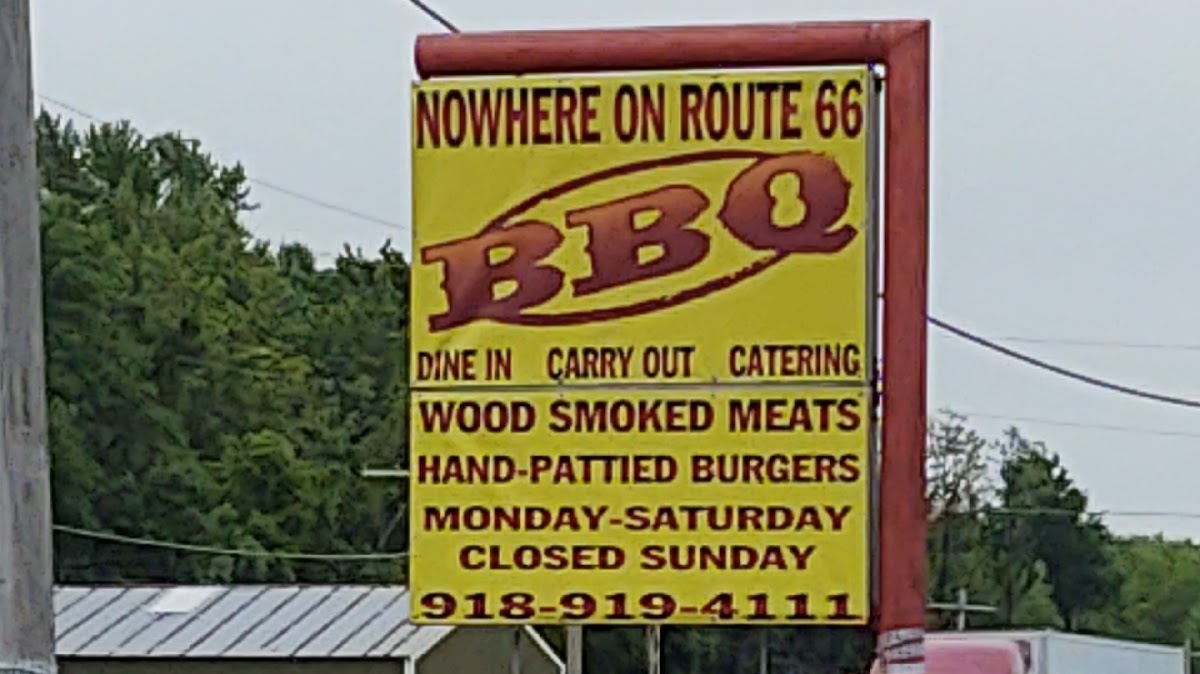 NOWHERE ON ROUTE 66
BBQ
DINE IN CARRY OUT CATERING
WOOD SMOKED MEATS
HAND-PATTIED BURGERS
MONDAY-SATURDAY
CLOSED SUNDAY
918-919-4111